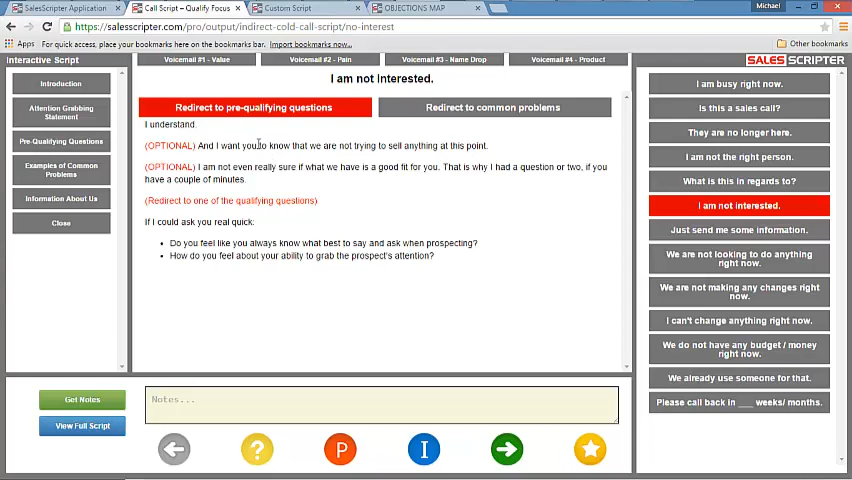 Michael
SalesScripter Application
Call Script – Qualify Focus
Custom Script
OBJECTIONS MAP
https://salesscripter.com/pro/output/indirect-cold-call-script/no-interest
Apps
For quick access, place your bookmarks here on the bookmarks bar. Import bookmarks now...
Other bookmarks
Interactive Script
Introduction
Attention Grabbing
Statement
Pre-Qualifying Questions
Examples of Common
Problems
Information About Us
Close
Get Notes
View Full Script
Voicemail #1 - Value
Voicemail #2 - Pain
Voicemail #3 - Name Drop
Voicemail #4 - Product
I am not Interested.
Redirect to pre-qualifying questions
Redirect to common problems
I understand.
(OPTIONAL) And I want you to know that we are not trying to sell anything at this point.
(OPTIONAL) I am not even really sure if what we have is a good fit for you. That is why I had a question or two, if you
have a couple of minutes.
(Redirect to one of the qualifying questions)
If I could ask you real quick:
• Do you feel like you always know what best to say and ask when prospecting?
• How do you feel about your ability to grab the prospect's attention?
Notes...
?
P
I
SALES SCRIPTER
I am busy right now.
Is this a sales call?
They are no longer here.
I am not the right person.
What is this in regards to?
I am not interested.
Just send me some information.
We are not looking to do anything
right now.
We are not making any changes right
now.
I can't change anything right now.
We do not have any budget / money
right now.
We already use someone for that.
Please call back in ___ weeks/ months.